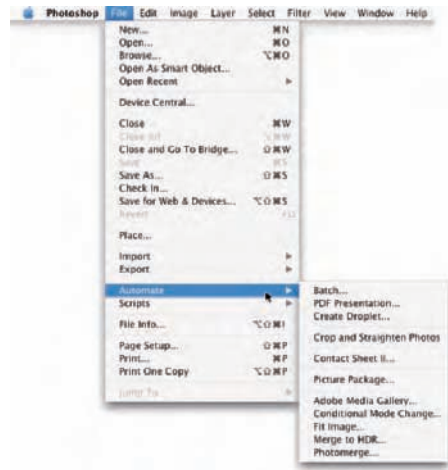 Photoshop File Edit Image Layer Select Filter View Window Help
New... ⌘N
Open... ⌘O
Browse... ⌥⌘O
Open As Smart Object...
Open Recent
Device Central...
Close ⌘W
Close All ⌥⌘W
Close and Go To Bridge... ⇧⌘W
Save ⌘S
Save As... ⇧⌘S
Check In...
Save for Web & Devices... ⌥⇧⌘S
Revert F12
Place...
Import
Export
Automate
Scripts
File Info... ⌥⇧⌘I
Page Setup... ⇧⌘P
Print... ⌘P
Print One Copy ⌥⇧⌘P
Jump To
Batch...
PDF Presentation...
Create Droplet...
Crop and Straighten Photos
Contact Sheet II...
Picture Package...
Adobe Media Gallery...
Conditional Mode Change...
Fit Image...
Merge to HDR...
Photomerge...